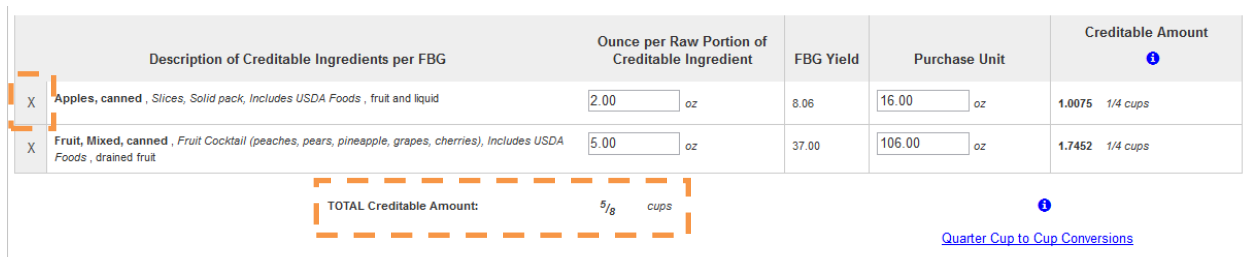 Description of Creditable Ingredients per FBG
Ounce per Raw Portion of
Creditable Ingredient
FBG Yield
Purchase Unit
Creditable Amount
X
Apples, canned , Slices, Solid pack, Includes USDA Foods , fruit and liquid
2.00 oz
8.06
16.00 oz
1.0075 1/4 cups
X
Fruit, Mixed, canned , Fruit Cocktail (peaches, pears, pineapple, grapes, cherries), Includes USDA
Foods , drained fruit
5.00 oz
37.00
106.00 oz
1.7452 1/4 cups
TOTAL Creditable Amount: 5/8 cups
Quarter Cup to Cup Conversions